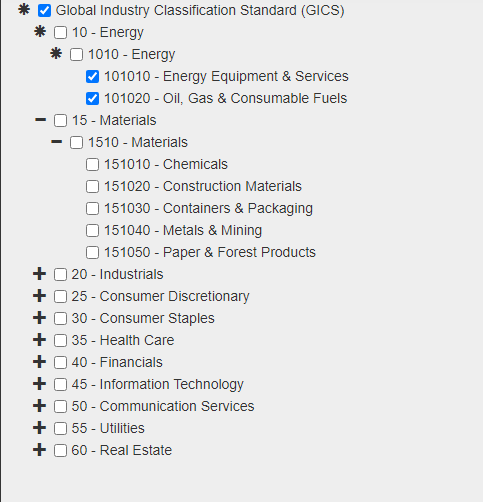 Global Industry Classification Standard (GICS)
10 - Energy
1010 - Energy
101010 - Energy Equipment & Services
101020 - Oil, Gas & Consumable Fuels
15 - Materials
1510 - Materials
151010 - Chemicals
151020 - Construction Materials
151030 - Containers & Packaging
151040 - Metals & Mining
151050 - Paper & Forest Products
20 - Industrials
25 - Consumer Discretionary
30 - Consumer Staples
35 - Health Care
40 - Financials
45 - Information Technology
50 - Communication Services
55 - Utilities
60 - Real Estate